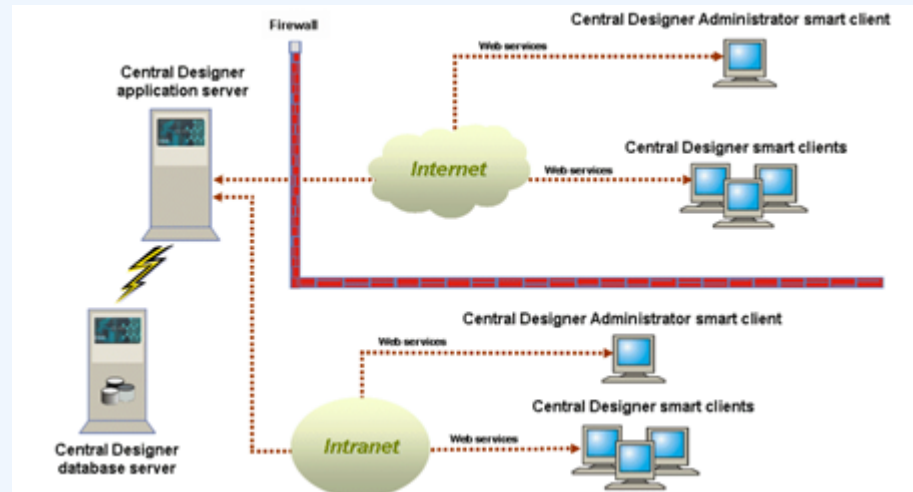 Firewall
Central Designer Administrator smart client
Web services
Central Designer
application server
Central Designer smart clients
Internet
Web services
Central Designer Administrator smart client
Web services
Central Designer smart clients
Intranet
Web services
Central Designer
database server